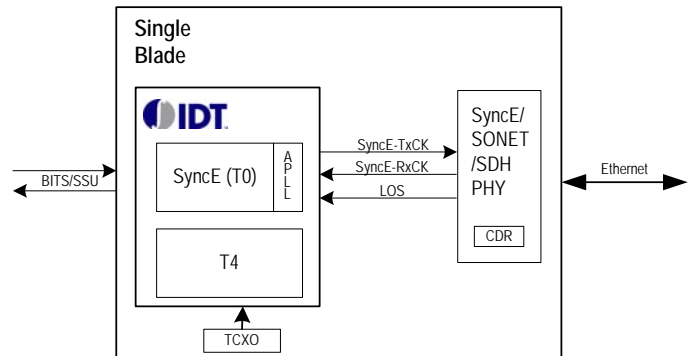 Single
Blade
IDT
SyncE (T0)
APLL
T4
TCXO
BITS/SSU
SyncE-TxCK
SyncE-RxCK
LOS
SyncE/
SONET
/SDH
PHY
CDR
Ethernet